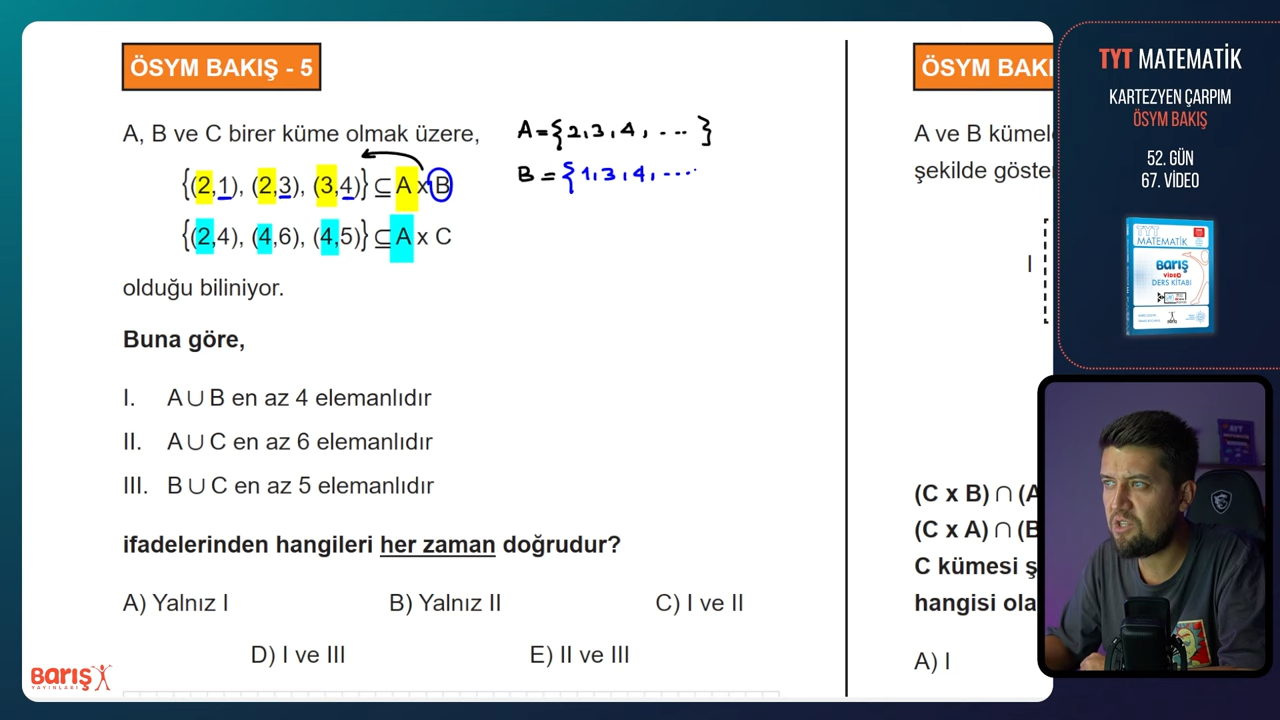 ÖSYM BAKIŞ - 5
A, B ve C birer küme olmak üzere,
{(2,1), (2,3), (3,4)} ⊆ A x B
{(2,4), (4,6), (4,5)} ⊆ A x C
olduğu biliniyor.
A={2,3,4,...}
B={1,3,4,...
Buna göre,
I. A ∪ B en az 4 elemanlıdır
II. A ∪ C en az 6 elemanlıdır
III. B ∪ C en az 5 elemanlıdır
ifadelerinden hangileri her zaman doğrudur?
A) Yalnız I B) Yalnız II C) I ve II
D) I ve III E) II ve III
BARIŞ
YAYINLARI
ÖSYM BAKI
A ve B kümel
şekilde göste
I
(C x B) ∩ (A
(C x A) ∩ (B
C kümesi ş
hangisi ola
A) I
TYT MATEMATİK
KARTEZYEN ÇARPIM
ÖSYM BAKIŞ
52. GÜN
67. VİDEO
TYT
MATEMATİK
BARIŞ
VİDEO
DERS KİTABI